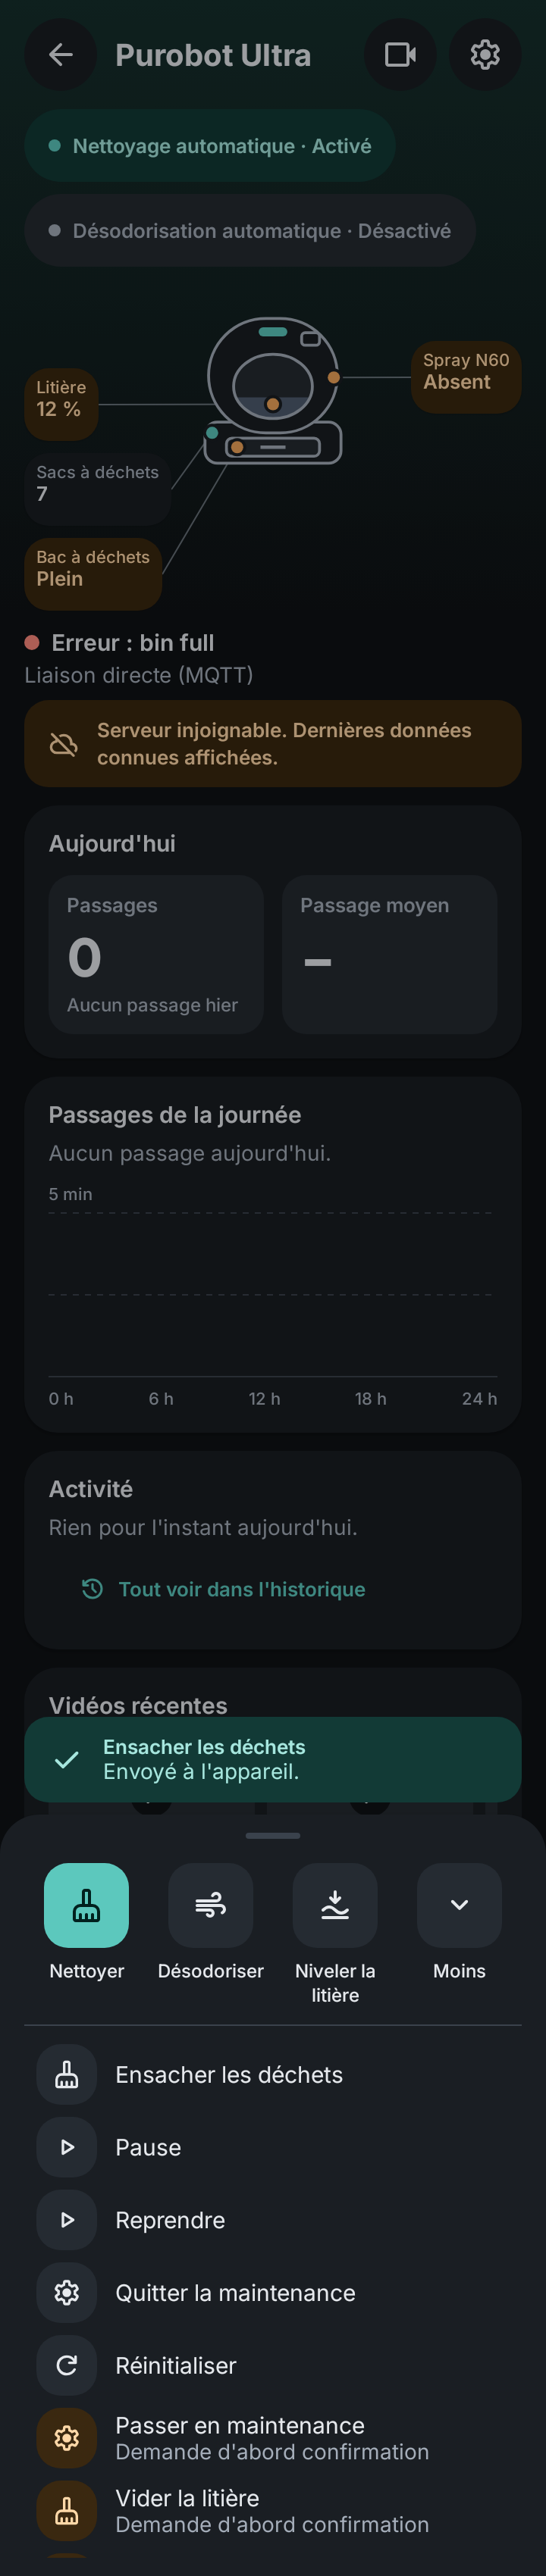 Purobot Ultra
Nettoyage automatique · Activé
Désodorisation automatique · Désactivé
Spray N60
Absent
Litière
12 %
Sacs à déchets
7
Bac à déchets
Plein
Erreur : bin full
Liaison directe (MQTT)
Serveur injoignable. Dernières données
connues affichées.
Aujourd'hui
Passages
0
Aucun passage hier
Passage moyen
–
Passages de la journée
Aucun passage aujourd'hui.
5 min
0 h 6 h 12 h 18 h 24 h
Activité
Rien pour l'instant aujourd'hui.
Tout voir dans l'historique
Vidéos récentes
Ensacher les déchets
Envoyé à l'appareil.
Nettoyer
Désodoriser
Niveler la
litière
Moins
Ensacher les déchets
Pause
Reprendre
Quitter la maintenance
Réinitialiser
Passer en maintenance
Demande d'abord confirmation
Vider la litière
Demande d'abord confirmation